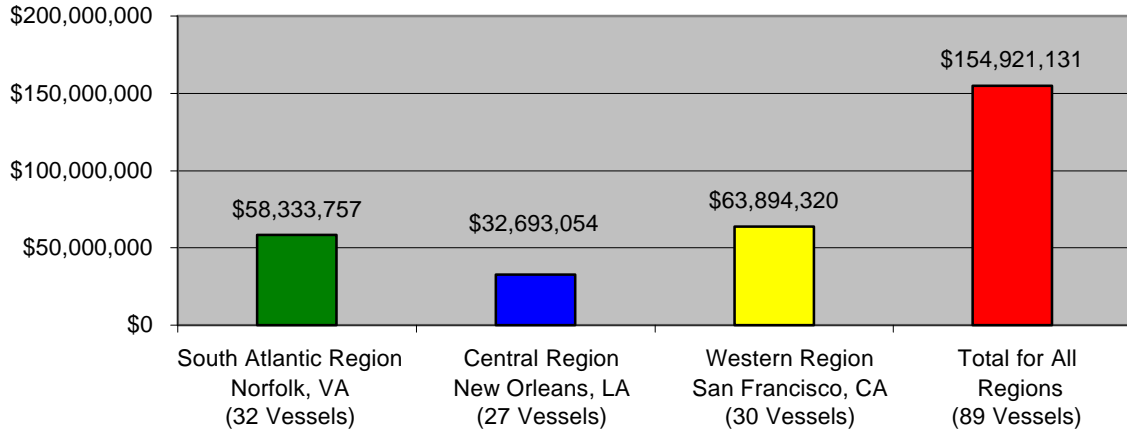 $200,000,000
$150,000,000
$100,000,000
$50,000,000
$0
$58,333,757
$32,693,054
$63,894,320
$154,921,131
South Atlantic Region
Norfolk, VA
(32 Vessels)
Central Region
New Orleans, LA
(27 Vessels)
Western Region
San Francisco, CA
(30 Vessels)
Total for All
Regions
(89 Vessels)